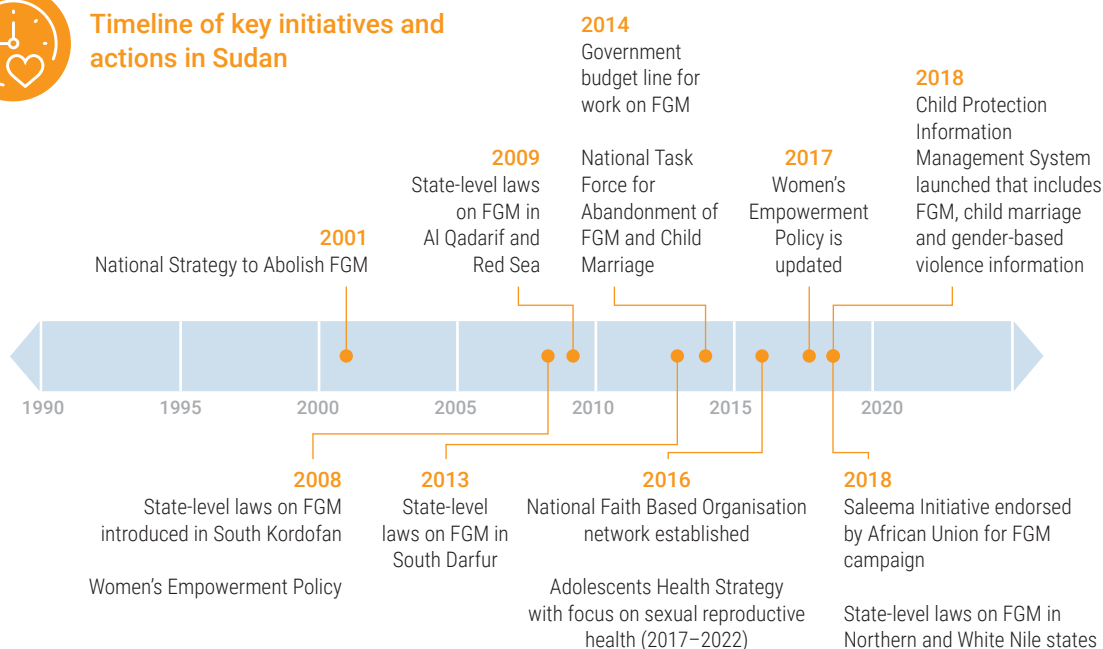 Timeline of key initiatives and
actions in Sudan
2001
National Strategy to Abolish FGM
2009
State-level laws
on FGM in
Al Qadarif and
Red Sea
2014
Government
budget line for
work on FGM
National Task
Force for
Abandonment of
FGM and Child
Marriage
2017
Women’s
Empowerment
Policy is
updated
2018
Child Protection
Information
Management System
launched that includes
FGM, child marriage
and gender-based
violence information
1990
1995
2000
2005
2010
2015
2020
2008
State-level laws on FGM
introduced in South Kordofan
Women’s Empowerment Policy
2013
State-level
laws on FGM in
South Darfur
2016
National Faith Based Organisation
network established
Adolescents Health Strategy
with focus on sexual reproductive
health (2017–2022)
2018
Saleema Initiative endorsed
by African Union for FGM
campaign
State-level laws on FGM in
Northern and White Nile states